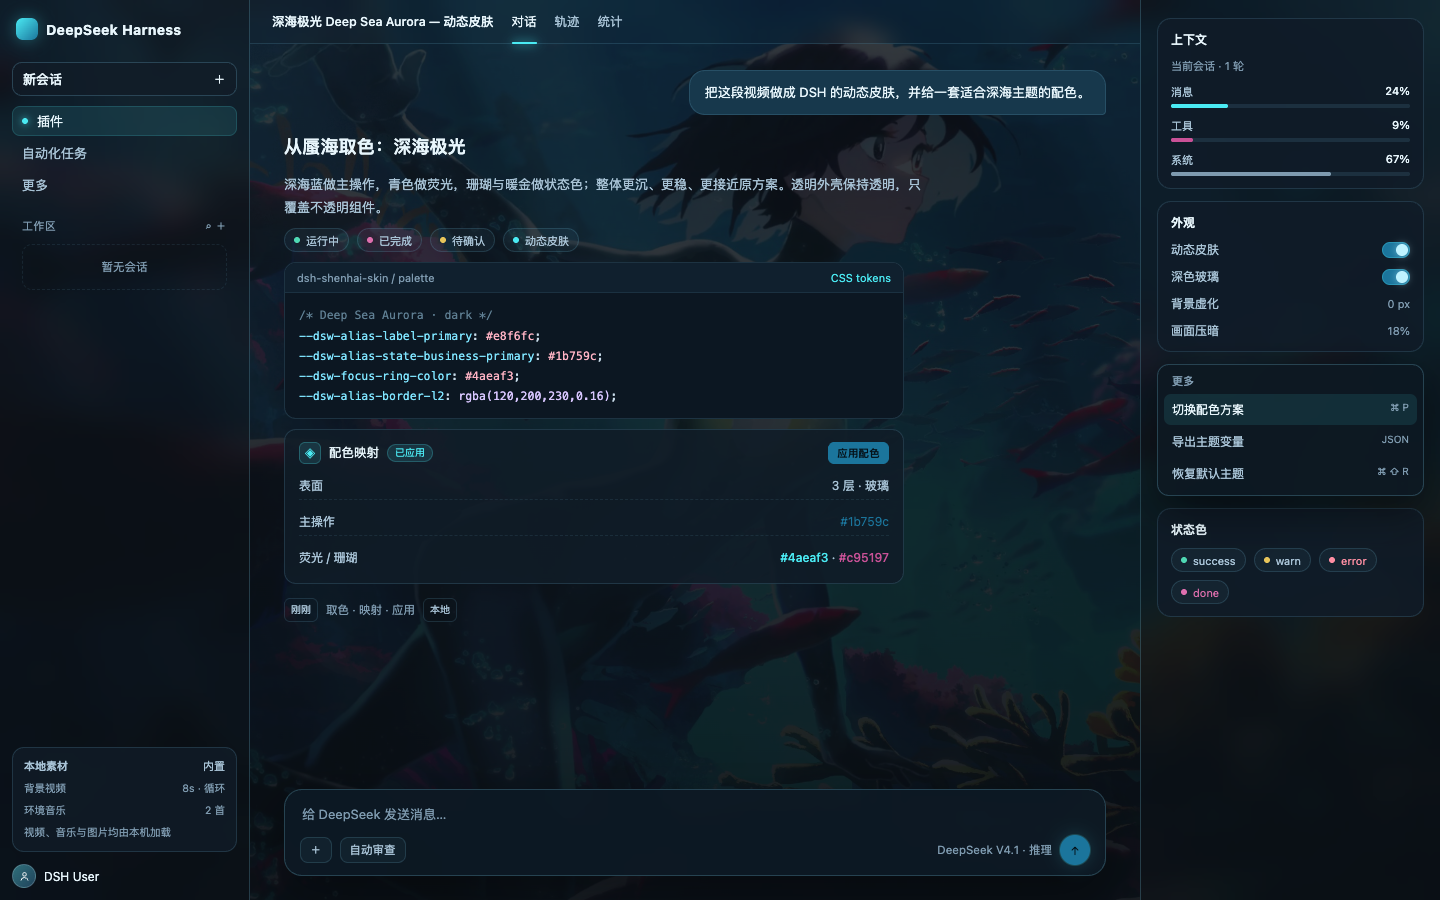 DeepSeek Harness
新会话 +
插件
自动化任务
更多
工作区
暂无会话
本地素材 内置
背景视频 8s · 循环
环境音乐 2 首
视频、音乐与图片均由本机加载
DSH User
深海极光 Deep Sea Aurora — 动态皮肤 对话 轨迹 统计
把这段视频做成 DSH 的动态皮肤，并给一套适合深海主题的配色。
从蜃海取色：深海极光
深海蓝做主操作，青色做荧光，珊瑚与暖金做状态色；整体更沉、更稳、更接近原方案。透明外壳保持透明，只
覆盖不透明组件。
运行中 已完成 待确认 动态皮肤
dsh-shenhai-skin / palette CSS tokens
/* Deep Sea Aurora · dark */
--dsw-alias-label-primary: #e8f6fc;
--dsw-alias-state-business-primary: #1b759c;
--dsw-focus-ring-color: #4aeaf3;
--dsw-alias-border-l2: rgba(120,200,230,0.16);
配色映射 已应用 应用配色
表面 3 层 · 玻璃
主操作 #1b759c
荧光 / 珊瑚 #4aeaf3 · #c95197
刚刚 取色 · 映射 · 应用 本地
给 DeepSeek 发送消息...
+ 自动审查 DeepSeek V4.1 · 推理
上下文
当前会话 · 1 轮
消息 24%
工具 9%
系统 67%
外观
动态皮肤
深色玻璃
背景虚化 0 px
画面压暗 18%
更多
切换配色方案 ⌘ P
导出主题变量 JSON
恢复默认主题 ⌘ ⇧ R
状态色
success warn error
done